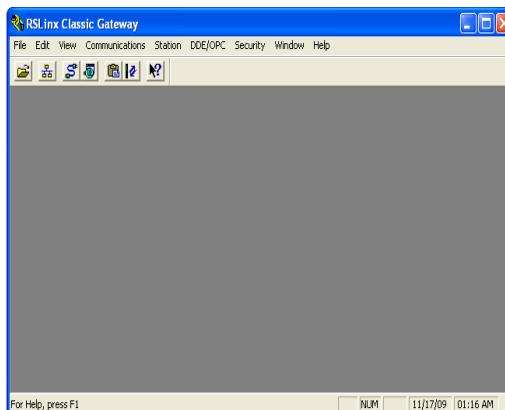 RSLinx Classic Gateway
File Edit View Communications Station DDE/OPC Security Window Help
For Help, press F1 NUM 11/17/09 01:16 AM